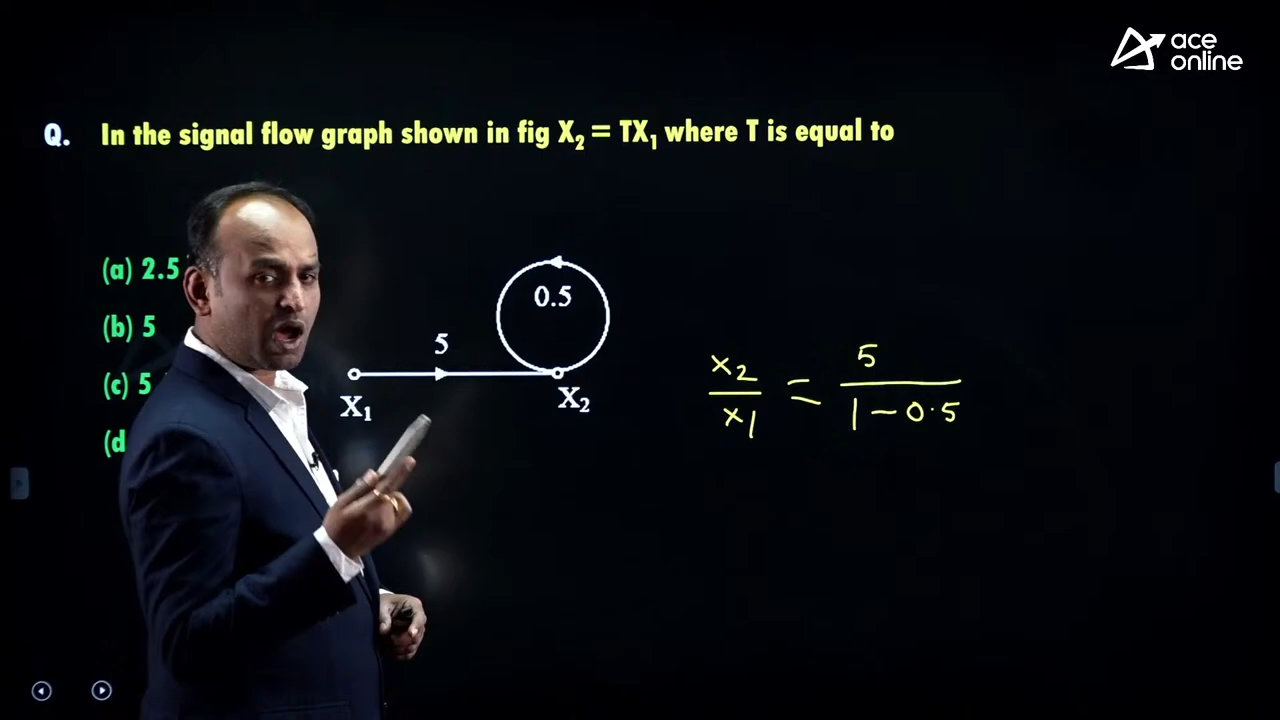 ace
online
Q. In the signal flow graph shown in fig X₂ = TX₁ where T is equal to
(a) 2.5
(b) 5
(c) 5
(d
0.5
5
X₁
X₂
x₂/x₁ = 5/(1 - 0.5)